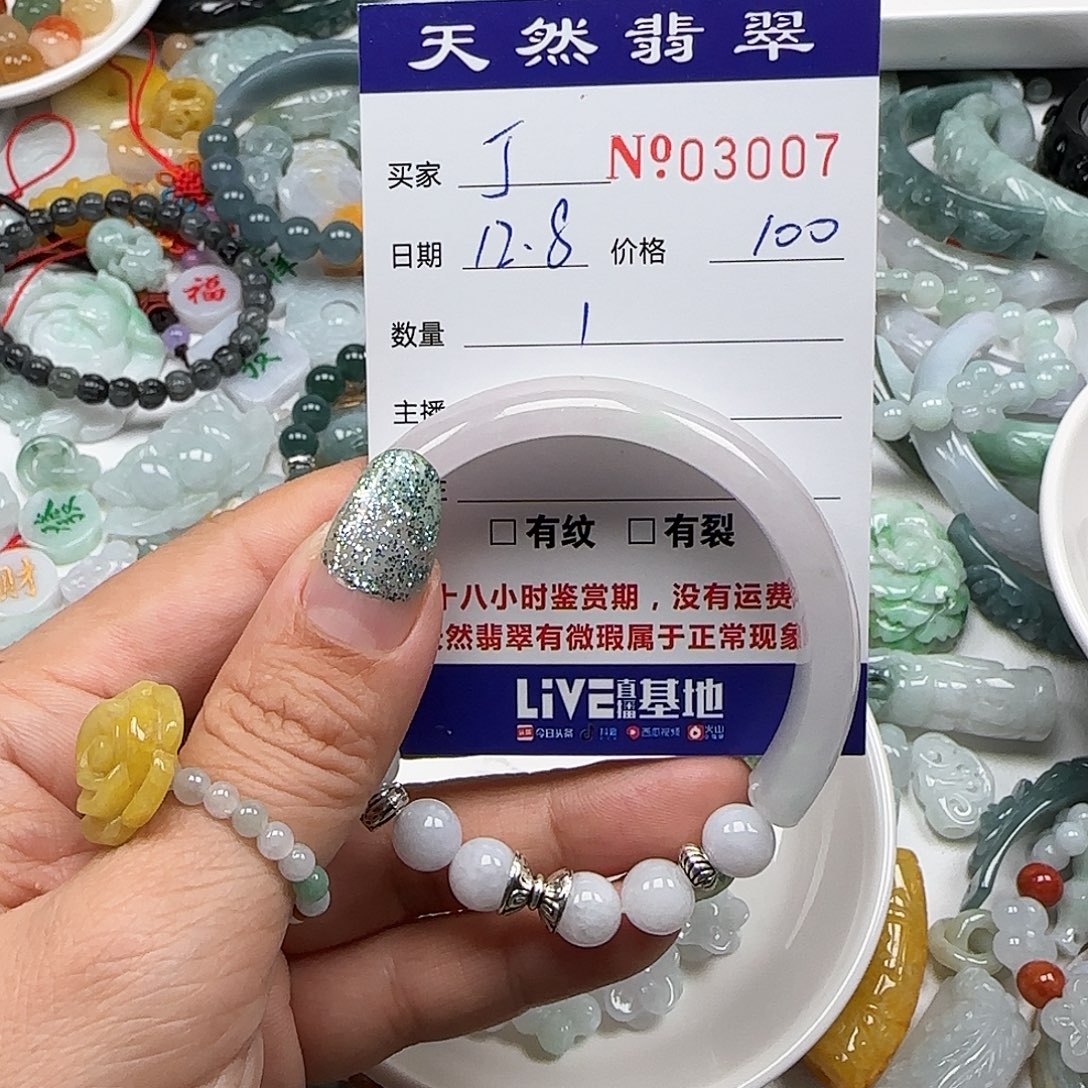 天然翡翠
买家 丁 №03007
日期 12.8 价格 100
数量 1
主播
□有纹 □有裂
十八小时鉴赏期，没有运费
天然翡翠有微瑕属于正常现象
LiVE直播基地
今日头条 抖音 西瓜视频 火山
福
财